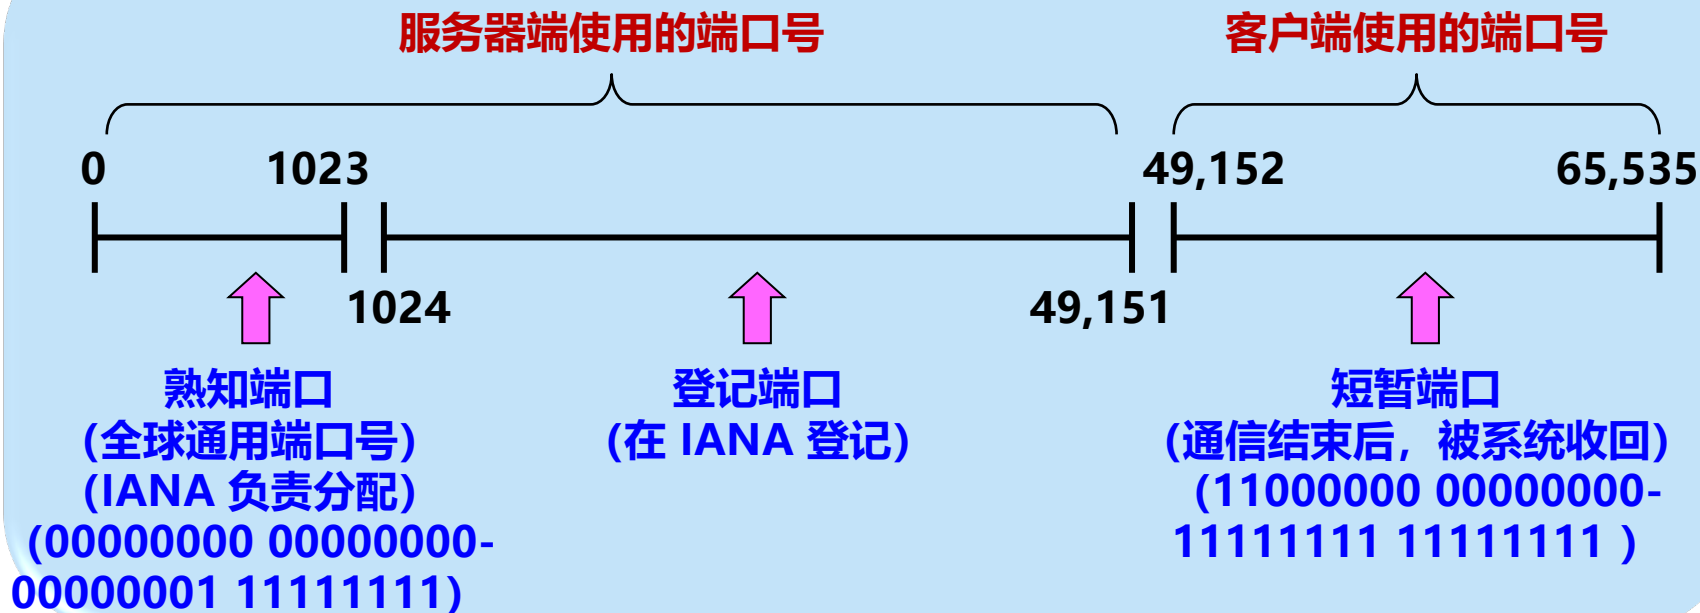 服务器端使用的端口号
客户端使用的端口号
0
1023
49,152
65,535
1024
49,151
熟知端口
(全球通用端口号)
(IANA 负责分配)
(00000000 00000000-
00000001 11111111)
登记端口
(在 IANA 登记)
短暂端口
(通信结束后，被系统收回)
(11000000 00000000-
11111111 11111111 )